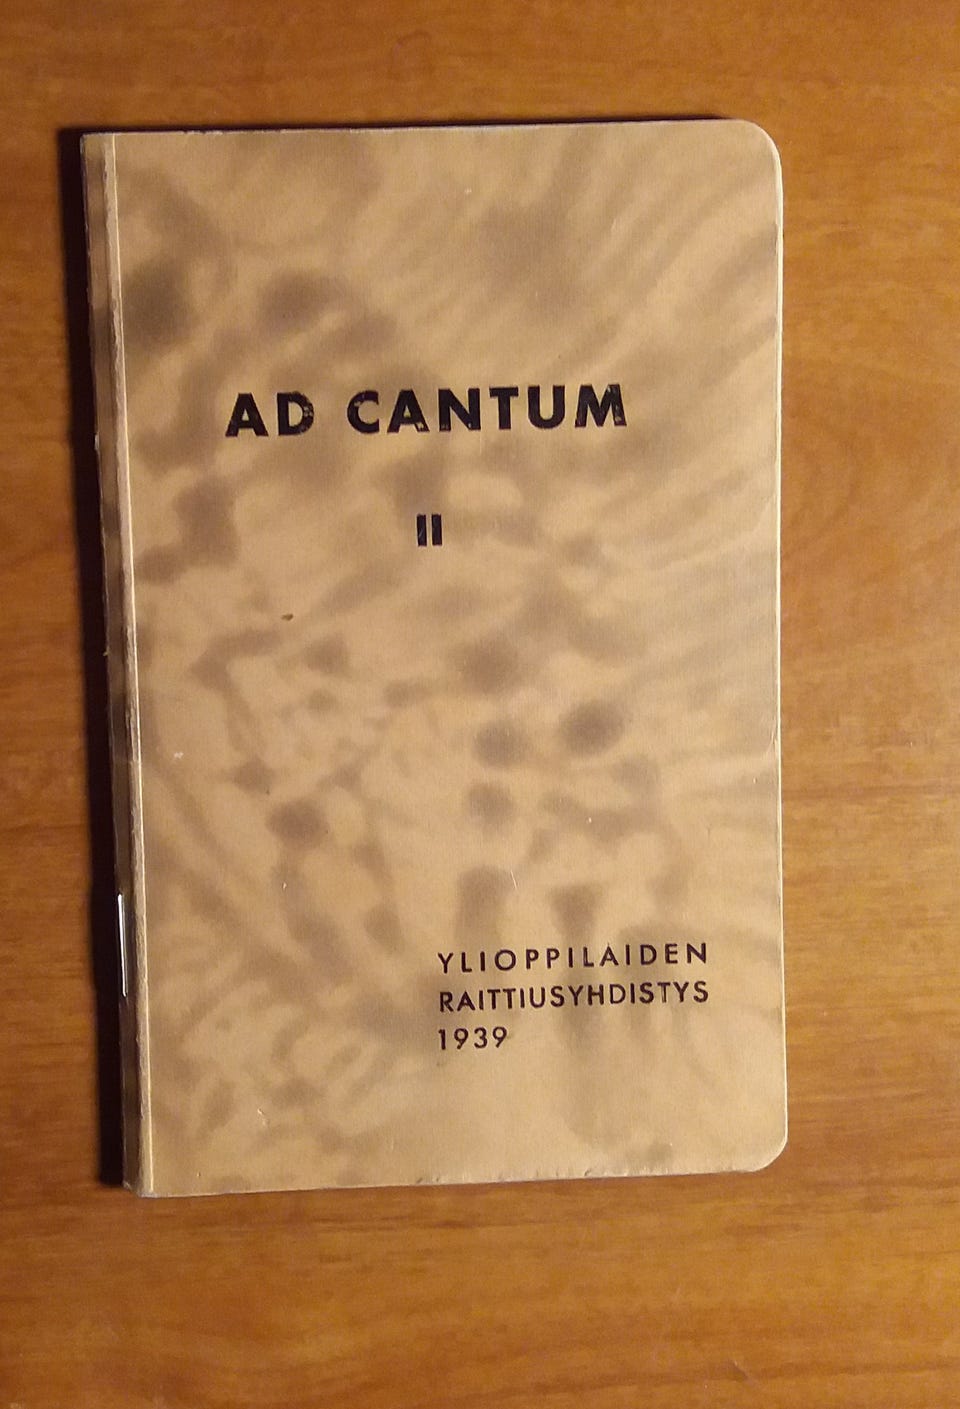 AD CANTUM
II
YLIOPPILAIDEN
RAITTIUSYHDISTYS
1939